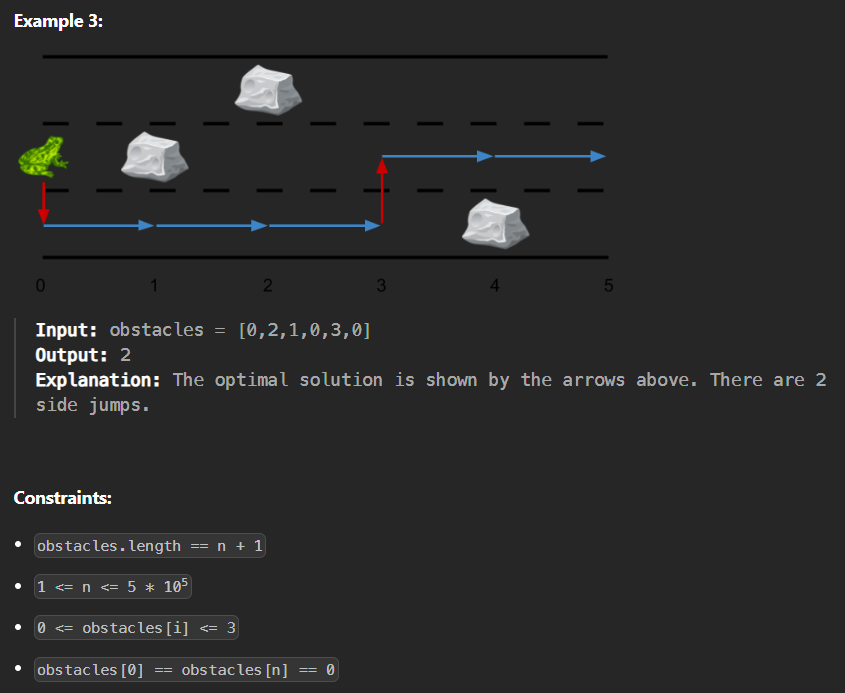 Example 3:
0 1 2 3 4 5
Input: obstacles = [0,2,1,0,3,0]
Output: 2
Explanation: The optimal solution is shown by the arrows above. There are 2
side jumps.
Constraints:
• obstacles.length == n + 1
• 1 <= n <= 5 * 10⁵
• 0 <= obstacles[i] <= 3
• obstacles[0] == obstacles[n] == 0